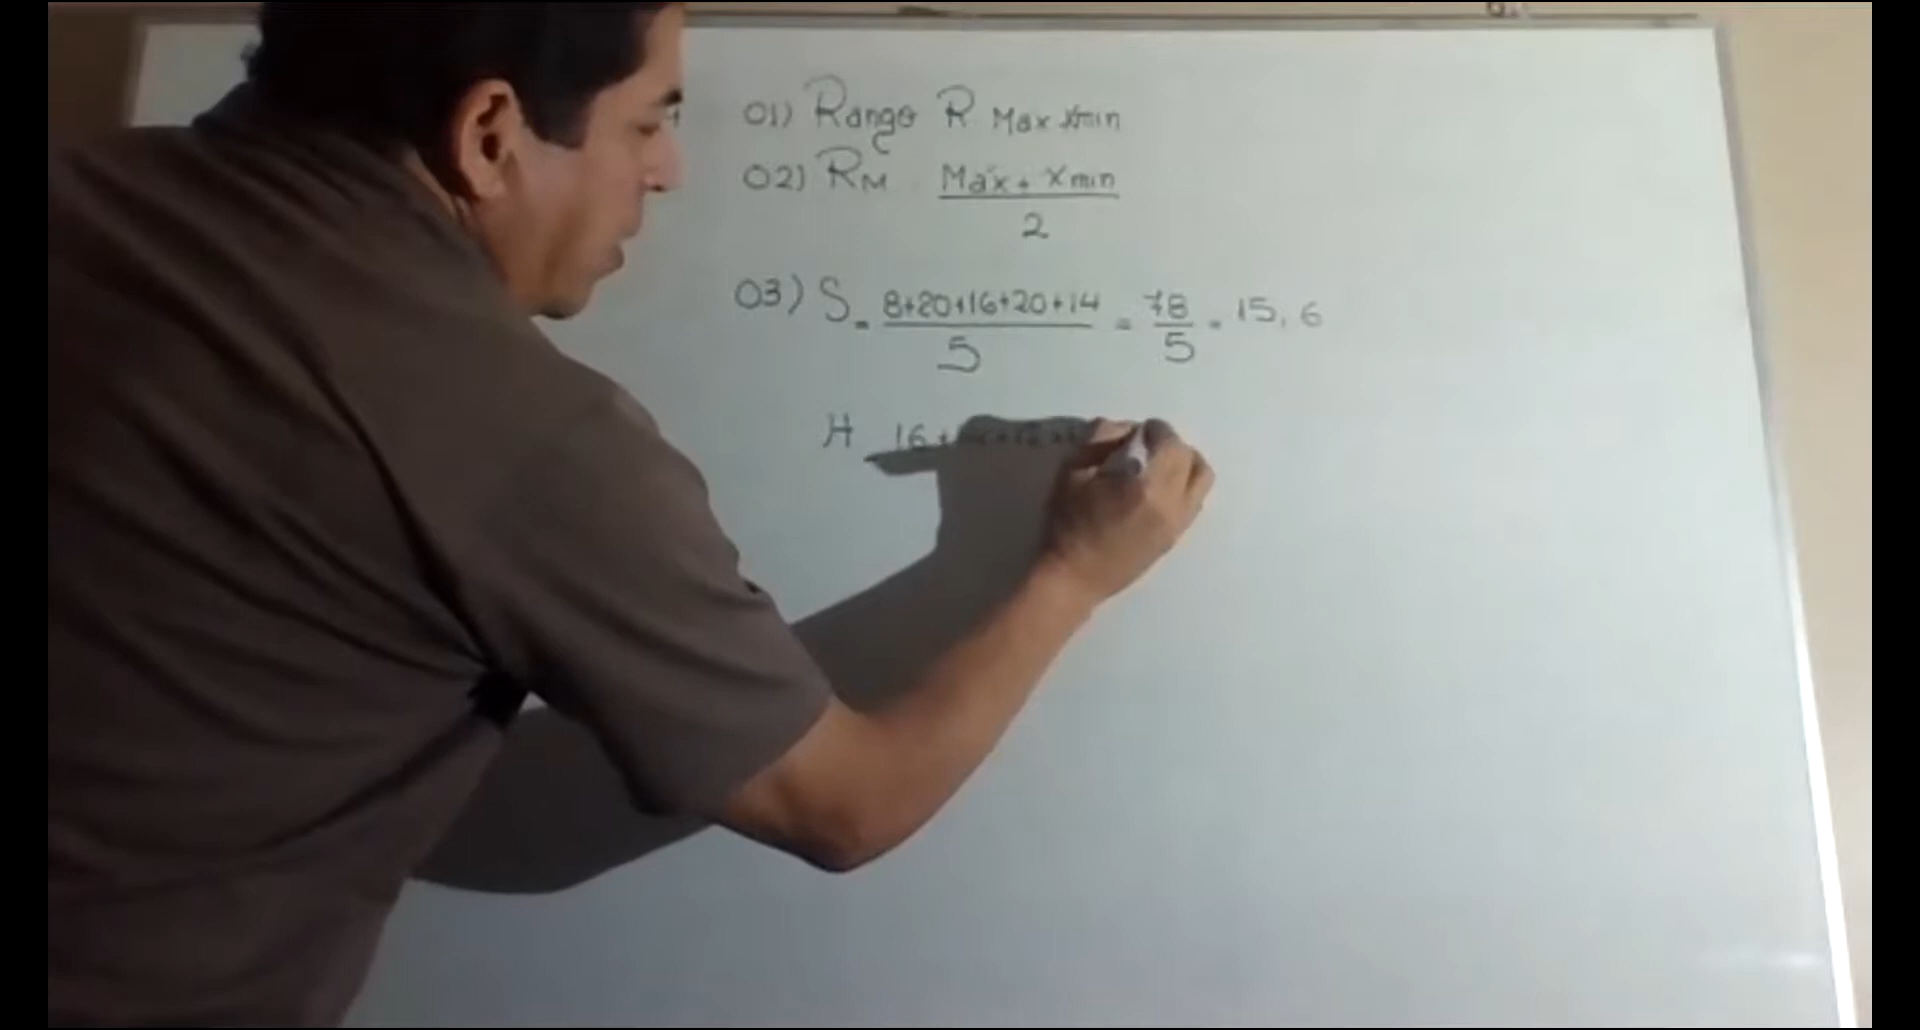 01) Rango R Max Xmin
02) RM Max + Xmin
2
03) S = 8+20+16+20+14 = 78 = 15,6
5 5
H 16+